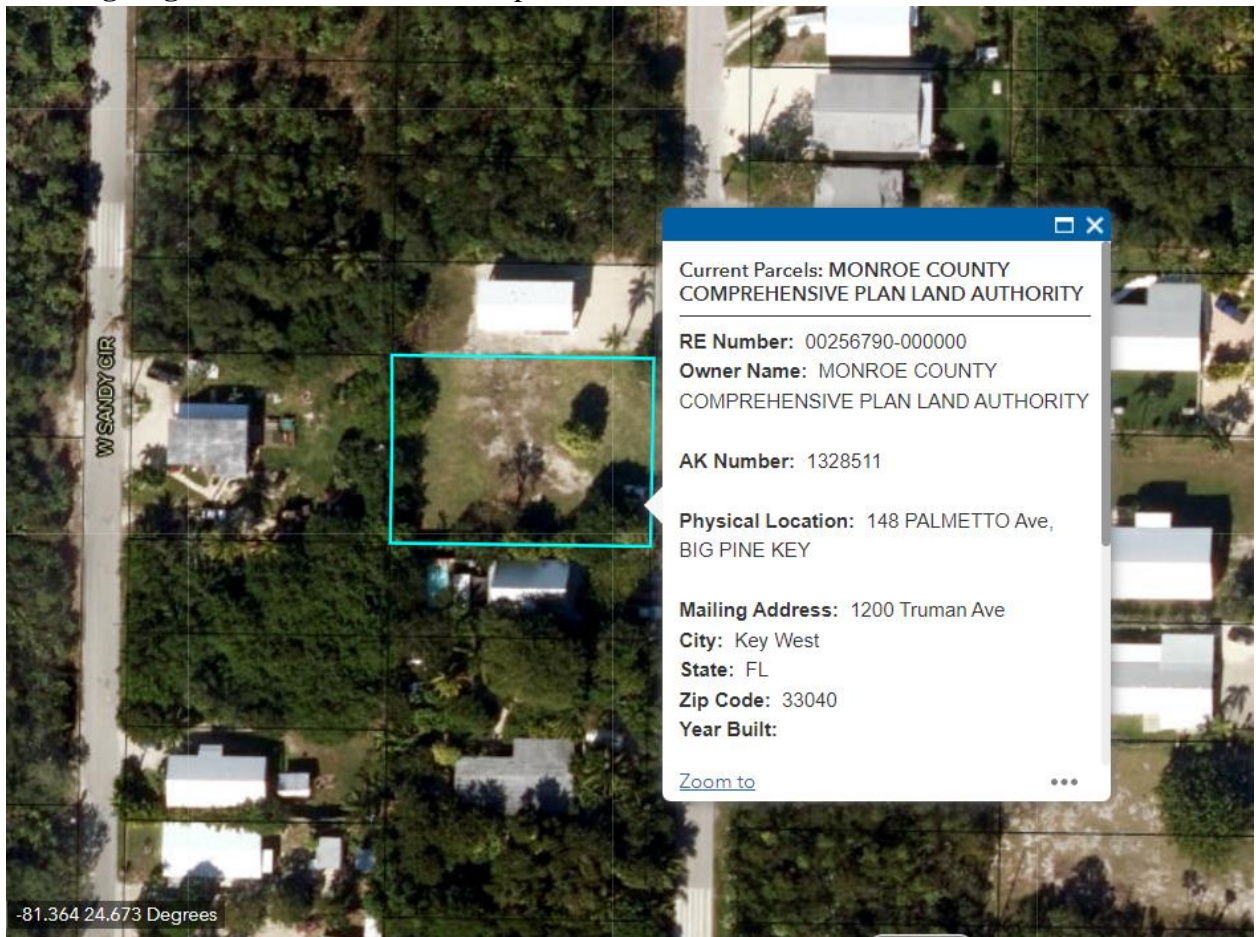 W SANDY CIR
Current Parcels: MONROE COUNTY
COMPREHENSIVE PLAN LAND AUTHORITY
RE Number: 00256790-000000
Owner Name: MONROE COUNTY
COMPREHENSIVE PLAN LAND AUTHORITY
AK Number: 1328511
Physical Location: 148 PALMETTO Ave,
BIG PINE KEY
Mailing Address: 1200 Truman Ave
City: Key West
State: FL
Zip Code: 33040
Year Built:
Zoom to
-81.364 24.673 Degrees